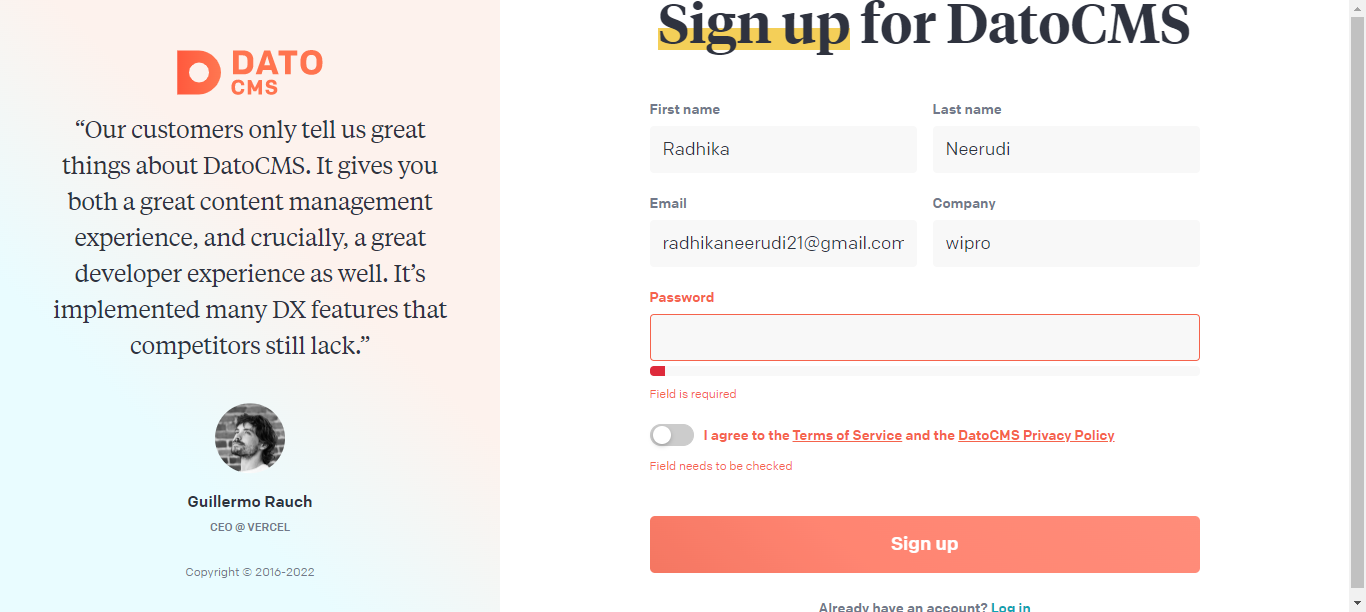 DATO
CMS
“Our customers only tell us great
things about DatoCMS. It gives you
both a great content management
experience, and crucially, a great
developer experience as well. It’s
implemented many DX features that
competitors still lack.”
Guillermo Rauch
CEO @ VERCEL
Copyright © 2016-2022
Sign up for DatoCMS
First name
Last name
Radhika
Neerudi
Email
Company
radhikaneerudi21@gmail.com
wipro
Password
Field is required
I agree to the Terms of Service and the DatoCMS Privacy Policy
Field needs to be checked
Sign up
Already have an account? Log in